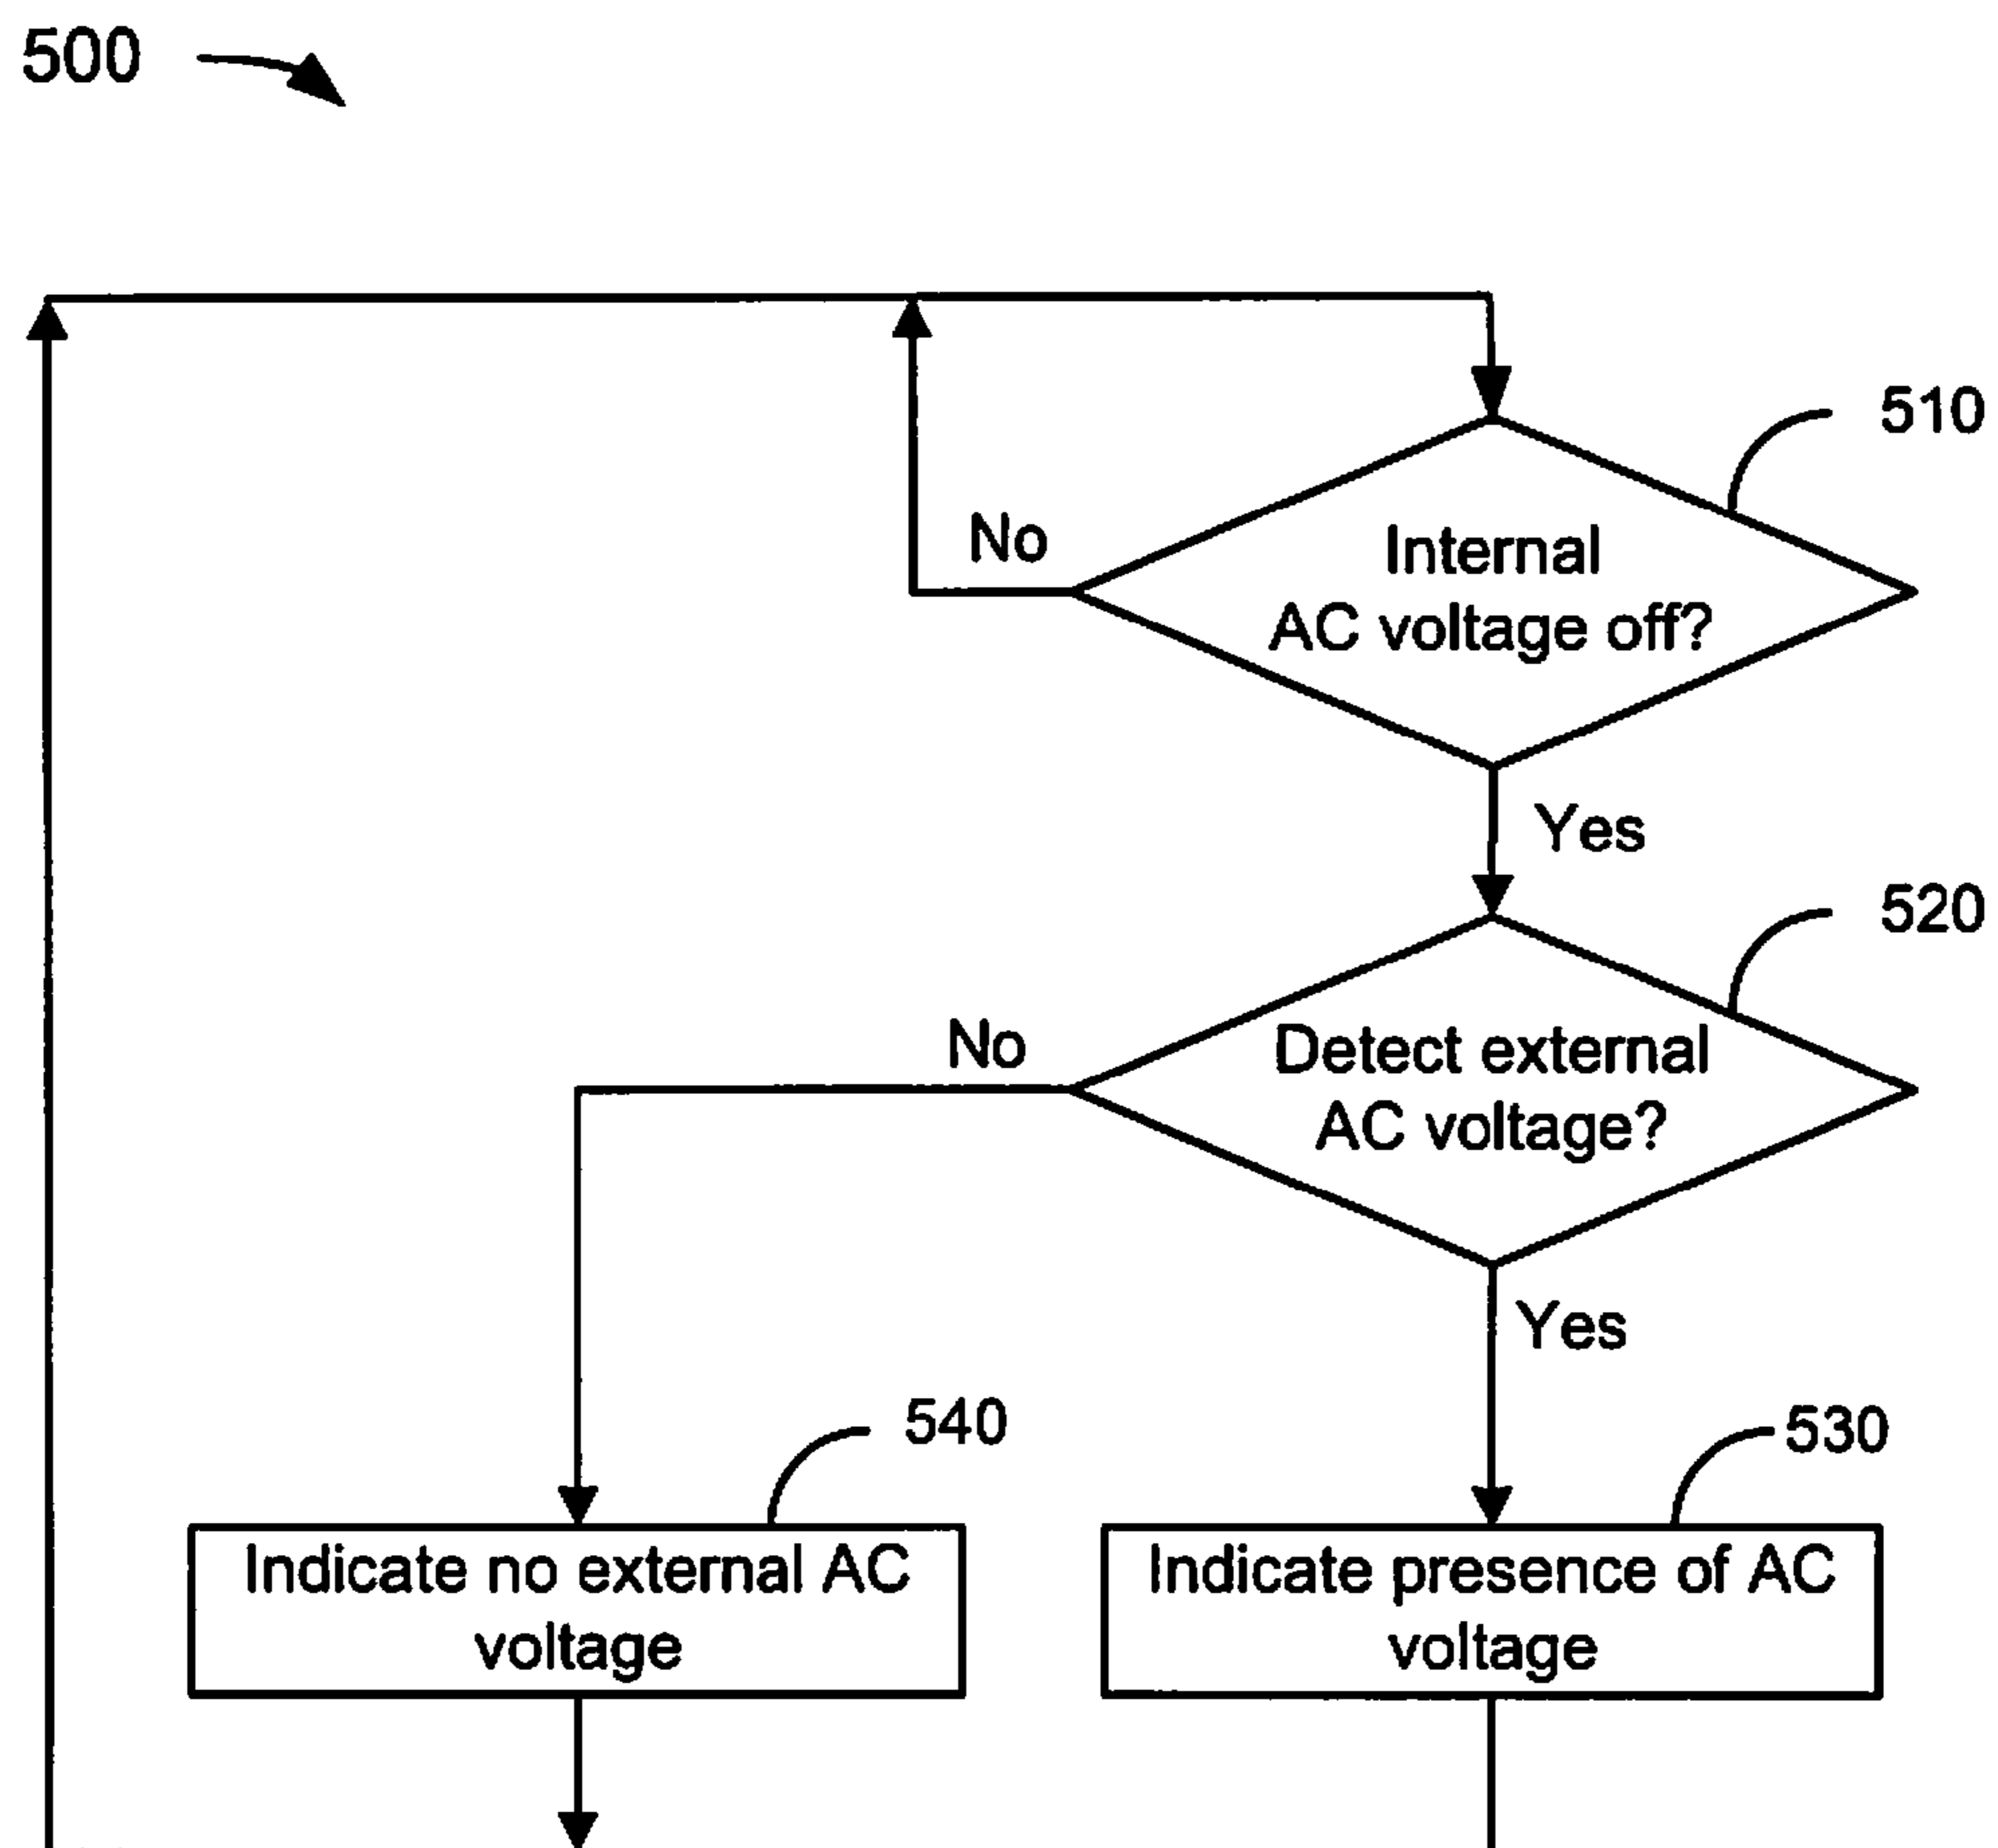 500
510
No
Internal
AC voltage off?
Yes
520
No
Detect external
AC voltage?
Yes
540
530
Indicate no external AC
voltage
Indicate presence of AC
voltage